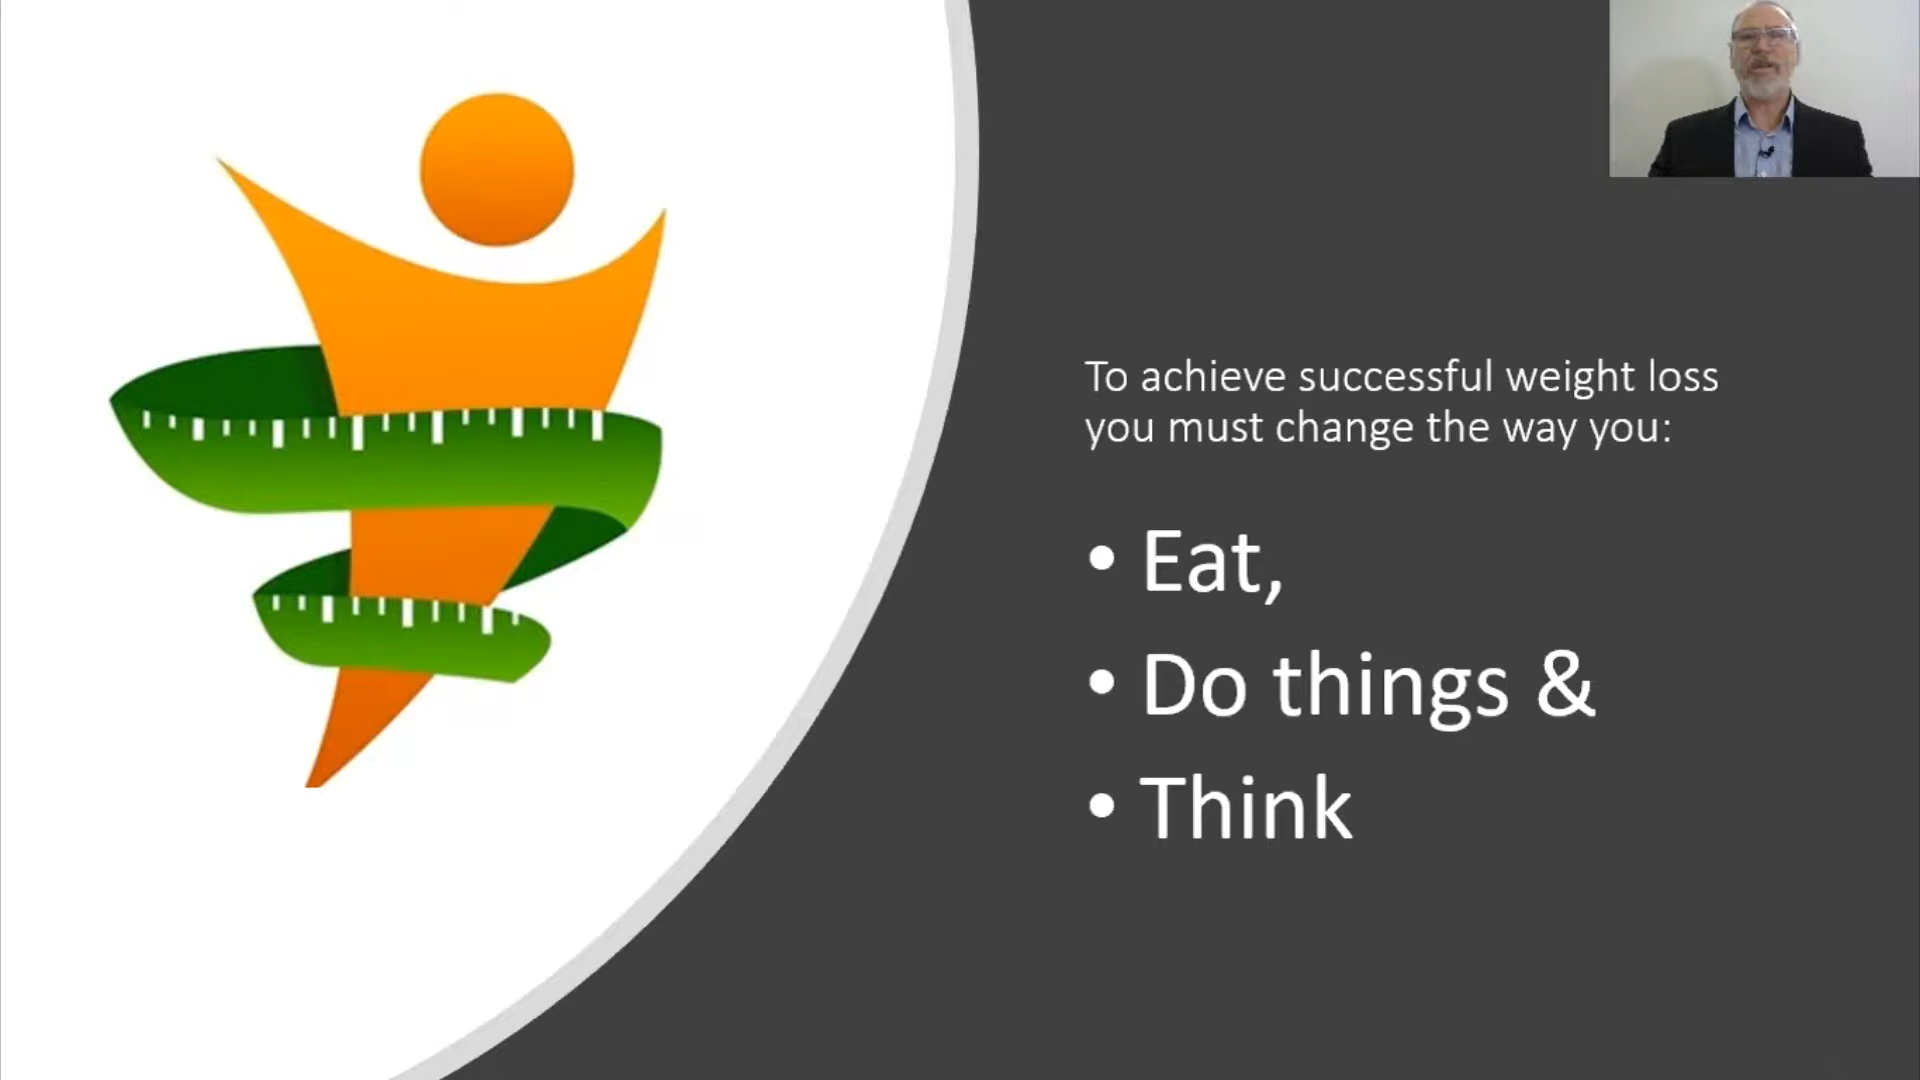 To achieve successful weight loss
you must change the way you:
• Eat,
• Do things &
• Think